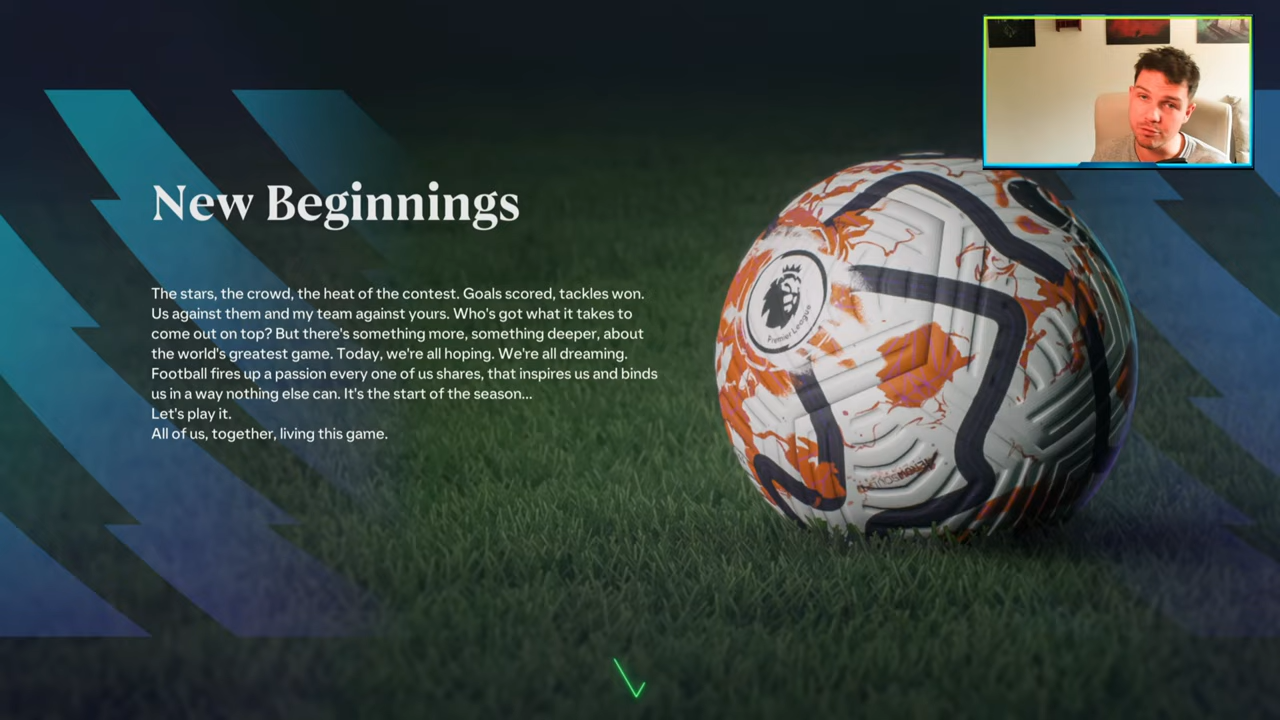 New Beginnings
The stars, the crowd, the heat of the contest. Goals scored, tackles won.
Us against them and my team against yours. Who's got what it takes to
come out on top? But there's something more, something deeper, about
the world's greatest game. Today, we're all hoping. We're all dreaming.
Football fires up a passion every one of us shares, that inspires us and binds
us in a way nothing else can. It's the start of the season...
Let's play it.
All of us, together, living this game.
Premier League